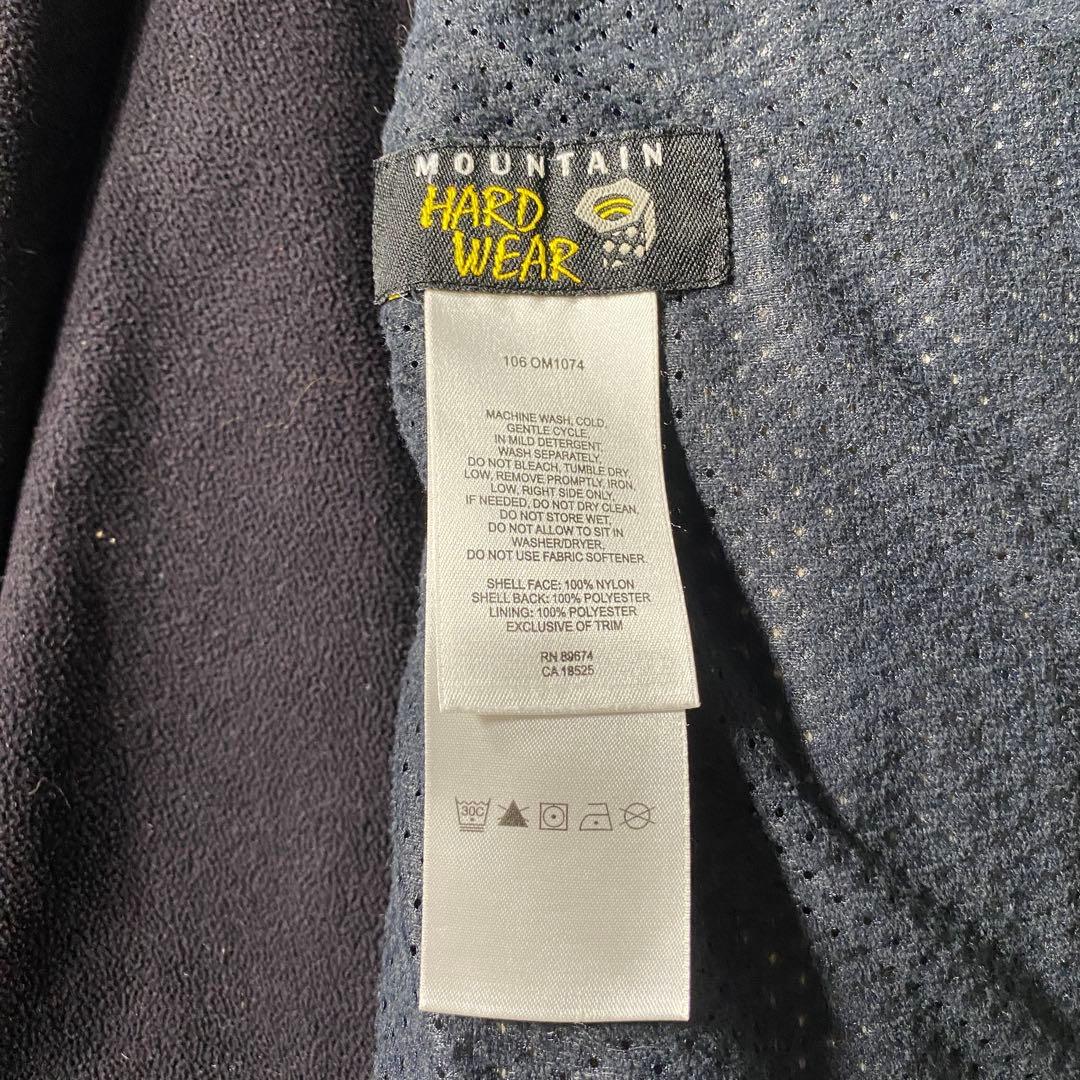 MOUNTAIN
HARD
WEAR
106 OM1074
MACHINE WASH, COLD,
GENTLE CYCLE,
IN MILD DETERGENT,
WASH SEPARATELY,
DO NOT BLEACH, TUMBLE DRY,
LOW, REMOVE PROMPTLY, IRON,
LOW, RIGHT SIDE ONLY,
IF NEEDED, DO NOT DRY CLEAN,
DO NOT STORE WET,
DO NOT ALLOW TO SIT IN
WASHER/DRYER,
DO NOT USE FABRIC SOFTENER.
SHELL FACE: 100% NYLON
SHELL BACK: 100% POLYESTER
LINING: 100% POLYESTER
EXCLUSIVE OF TRIM
RN 89674
CA 18525
30C